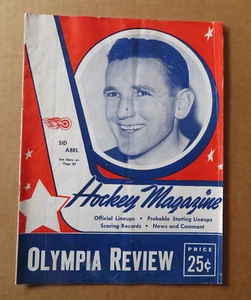 SID
ABEL
See Story on
Page 20
Hockey Magazine
Official Lineups • Probable Starting Lineups
Scoring Records • News and Comment
OLYMPIA REVIEW
PRICE
25¢